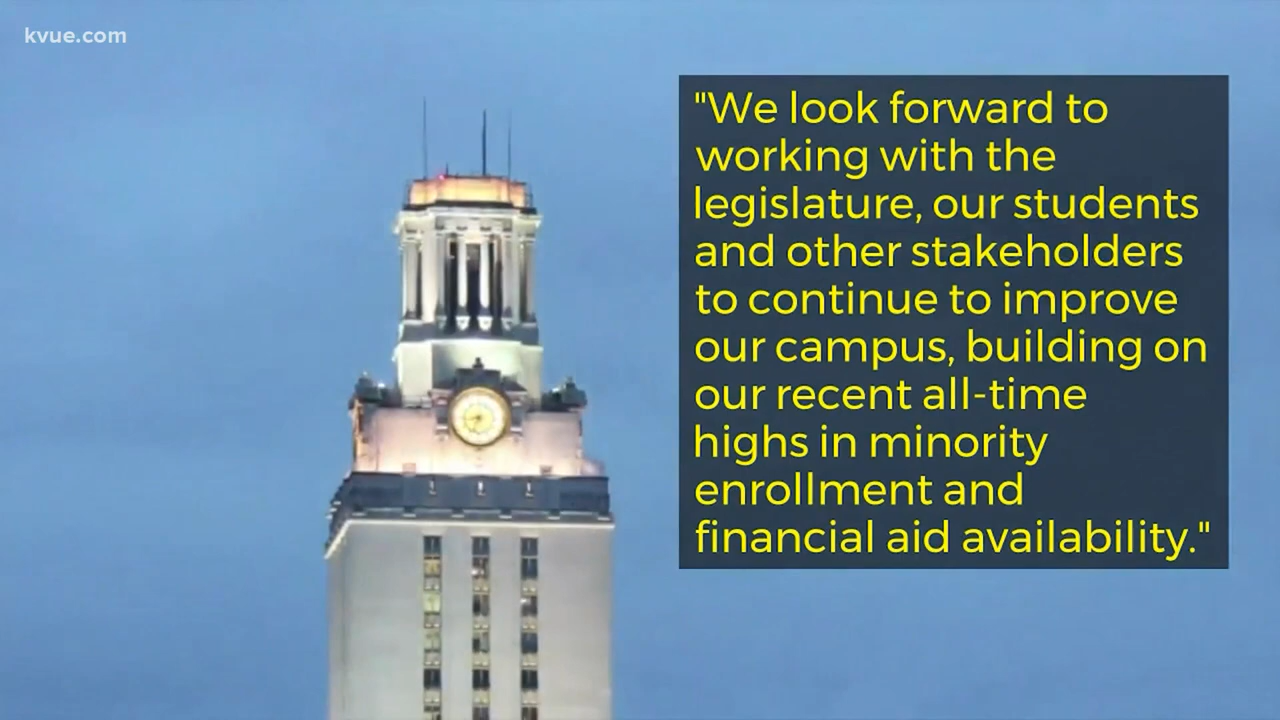 kvue.com
"We look forward to
working with the
legislature, our students
and other stakeholders
to continue to improve
our campus, building on
our recent all-time
highs in minority
enrollment and
financial aid availability."